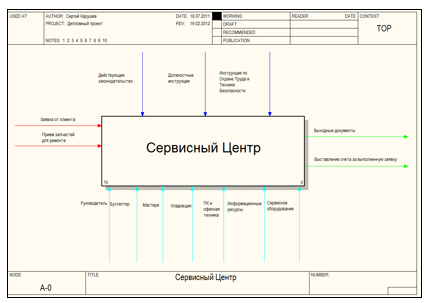 USED AT:
AUTHOR: Сергей Карушев
DATE: 18.07.2011
WORKING
READER
DATE
CONTEXT:
PROJECT: Дипломный проект
REV: 19.02.2012
DRAFT
TOP
RECOMMENDED
NOTES: 1 2 3 4 5 6 7 8 9 10
PUBLICATION
Действующее
законодательство
Должностные
инструкции
Инструкции по
Охране Труда и
Технике
Безопасности
Заявка от клиента
Прием запчастей
для ремонта
Сервисный Центр
Выходные документы
Выставление счета за выполненную заявку
Руководитель
Бухгалтер
Мастера
Кладовщик
ПК и
офисная
техника
Информационные
ресурсы
Сервисное
оборудование
NODE:
TITLE:
NUMBER:
A-0
Сервисный Центр